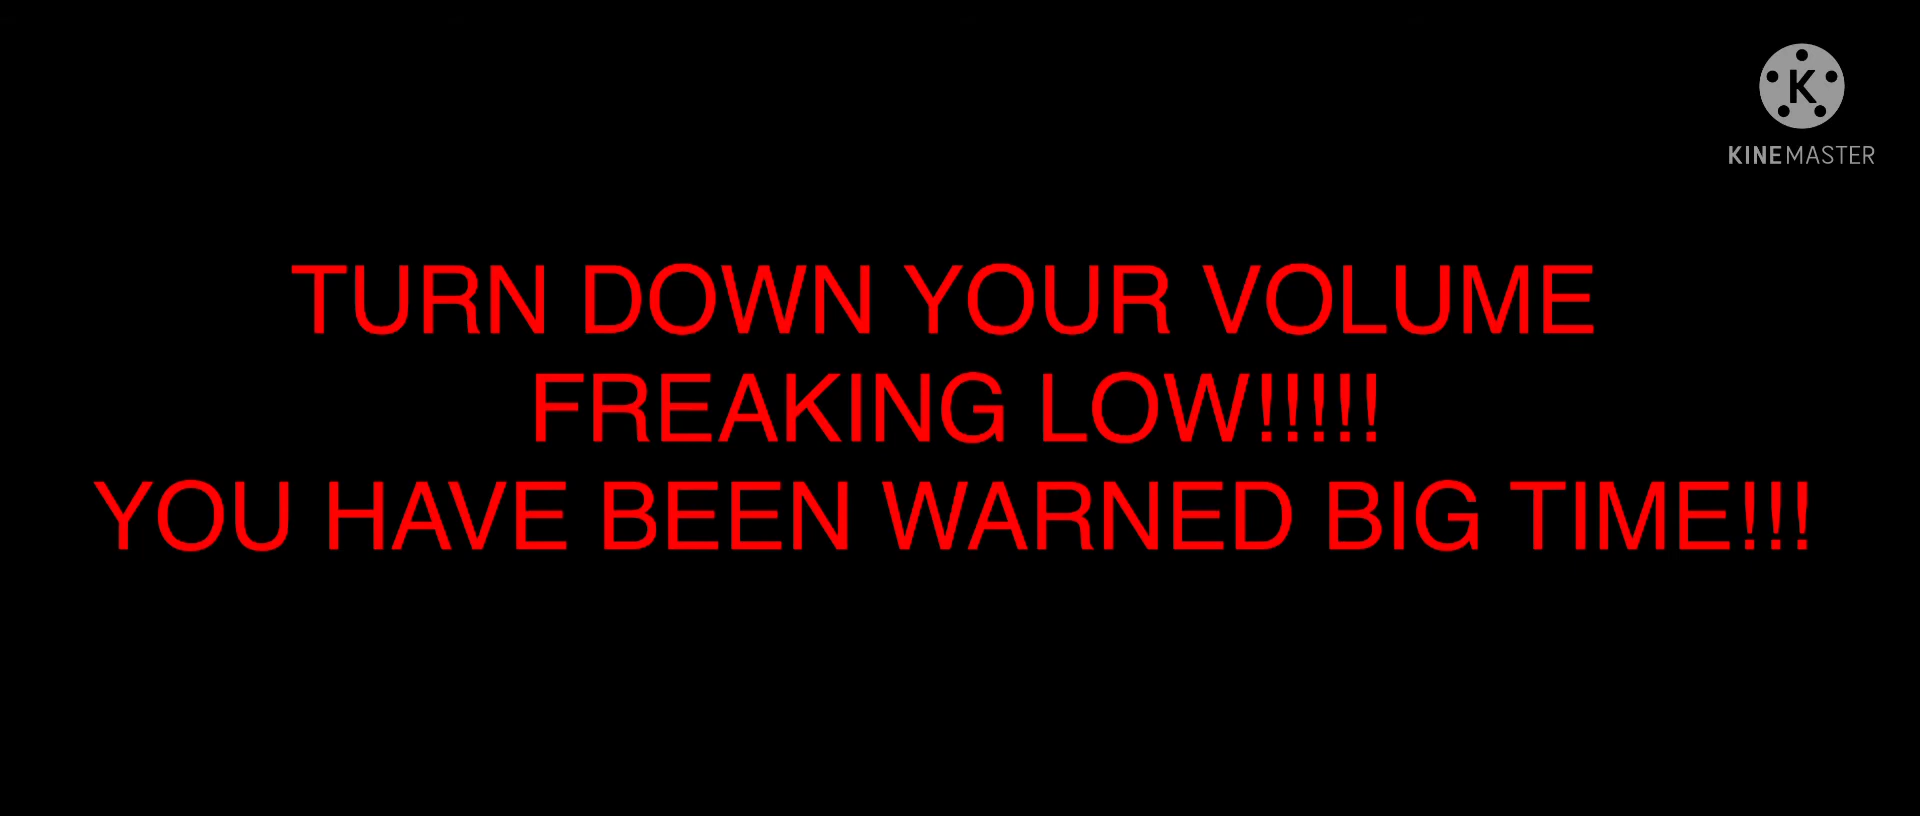 K
KINEMASTER
TURN DOWN YOUR VOLUME
FREAKING LOW!!!!!
YOU HAVE BEEN WARNED BIG TIME!!!